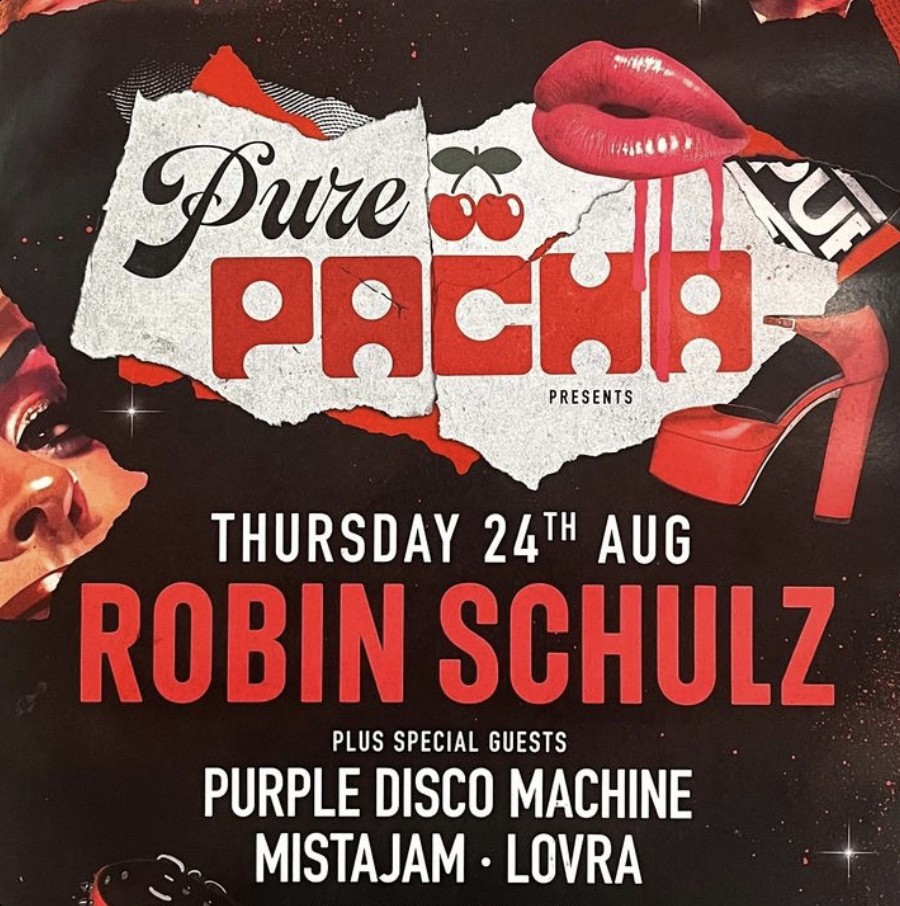 Pure
PACHA
PRESENTS
THURSDAY 24TH AUG
ROBIN SCHULZ
PLUS SPECIAL GUESTS
PURPLE DISCO MACHINE
MISTAJAM · LOVRA